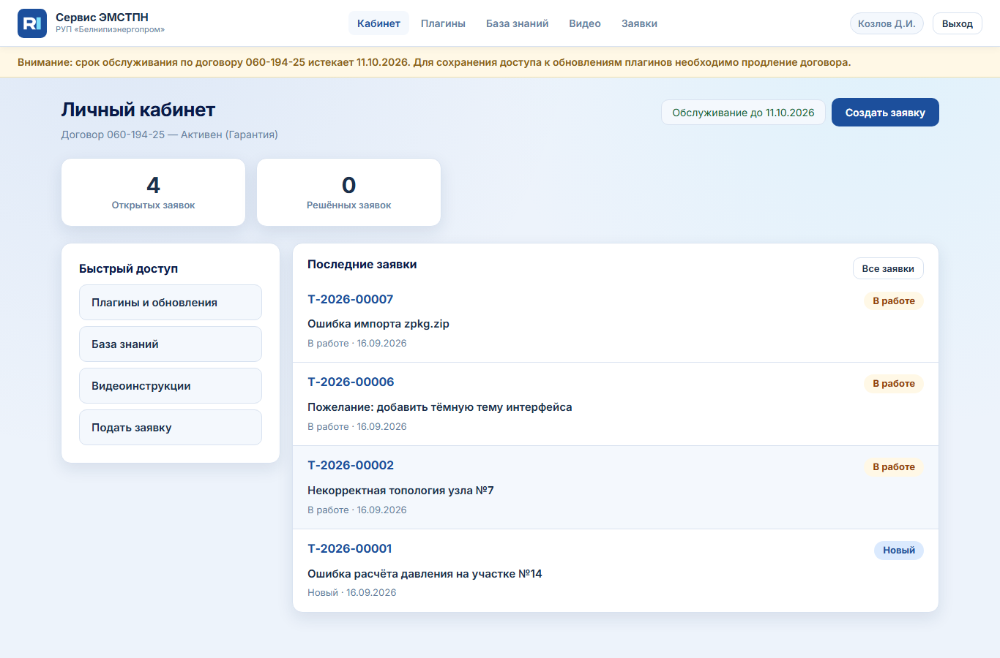 RI
Сервис ЭМСТПН
РУП «Белнипиэнергопром»
Кабинет
Плагины
База знаний
Видео
Заявки
Козлов Д.И.
Выход
Внимание: срок обслуживания по договору 060-194-25 истекает 11.10.2026. Для сохранения доступа к обновлениям плагинов необходимо продление договора.
Личный кабинет
Договор 060-194-25 — Активен (Гарантия)
Обслуживание до 11.10.2026
Создать заявку
4
Открытых заявок
0
Решённых заявок
Быстрый доступ
Плагины и обновления
База знаний
Видеоинструкции
Подать заявку
Последние заявки
Все заявки
T-2026-00007
В работе
Ошибка импорта zpkg.zip
В работе · 16.09.2026
T-2026-00006
В работе
Пожелание: добавить тёмную тему интерфейса
В работе · 16.09.2026
T-2026-00002
В работе
Некорректная топология узла №7
В работе · 16.09.2026
T-2026-00001
Новый
Ошибка расчёта давления на участке №14
Новый · 16.09.2026